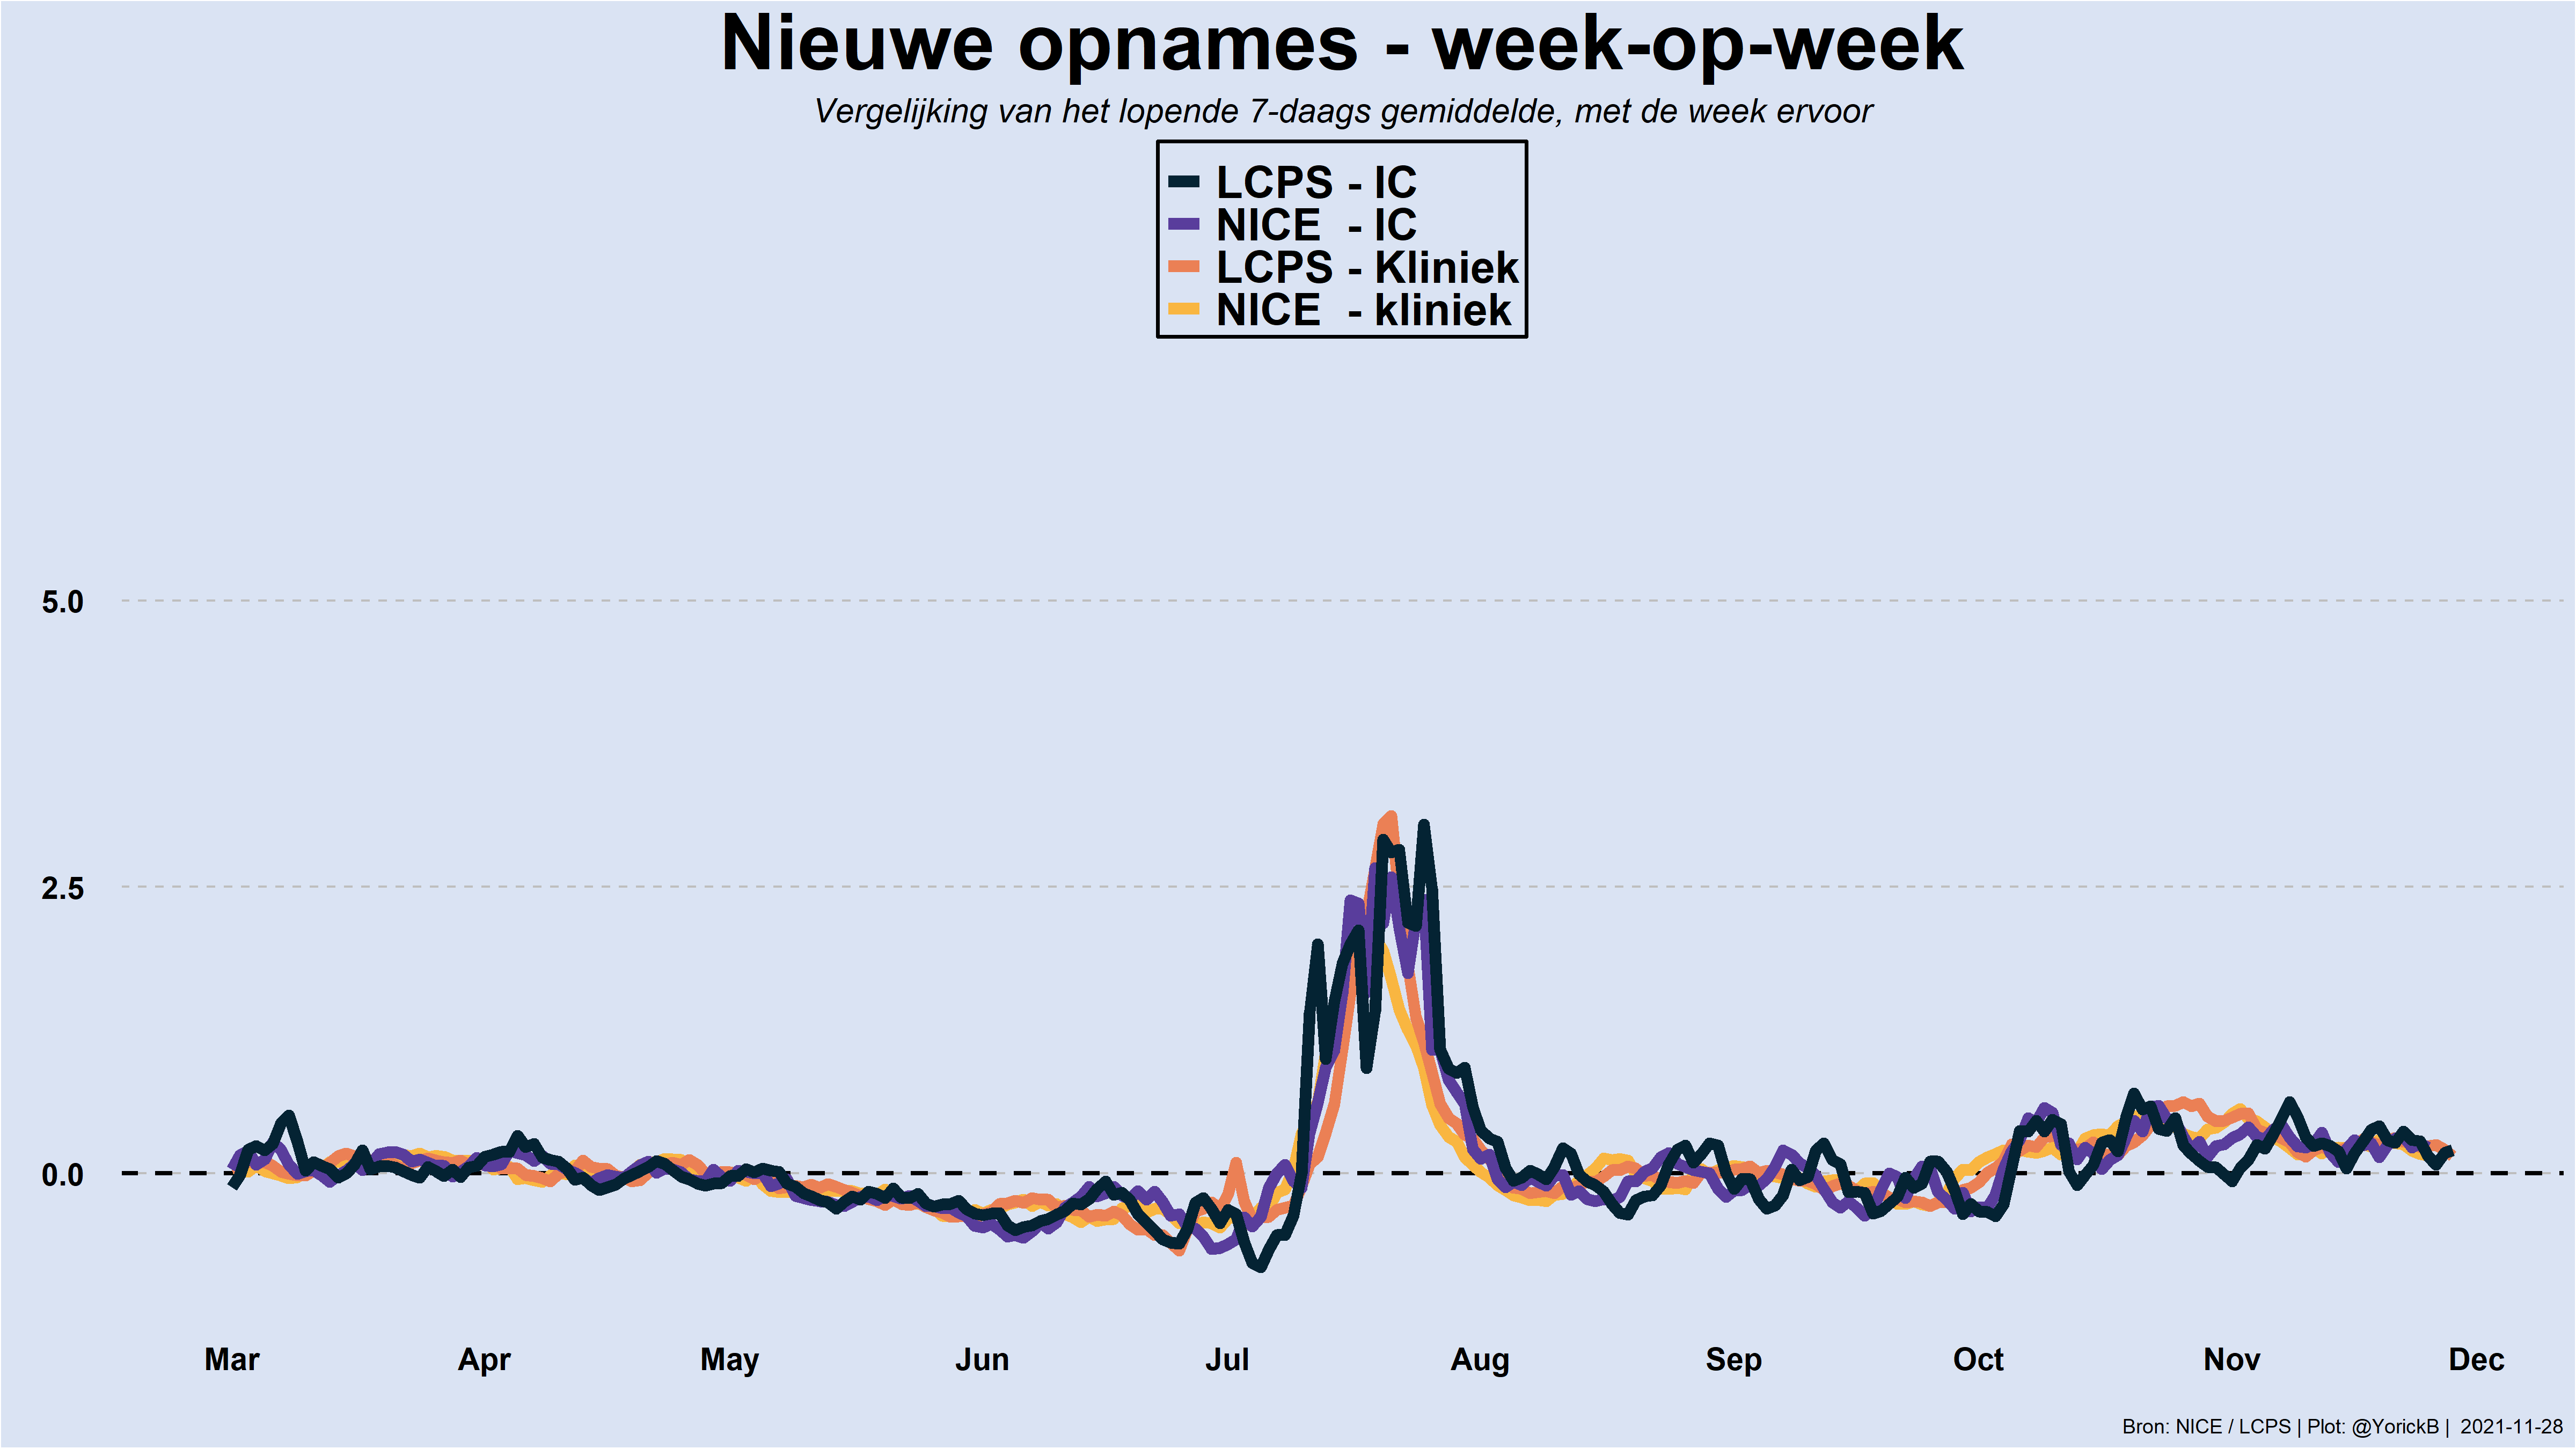 Nieuwe opnames - week-op-week
Vergelijking van het lopende 7-daags gemiddelde, met de week ervoor
LCPS - IC
NICE - IC
LCPS - Kliniek
NICE - kliniek
5.0
2.5
0.0
Mar Apr May Jun Jul Aug Sep Oct Nov Dec
Bron: NICE / LCPS | Plot: @YorickB | 2021-11-28